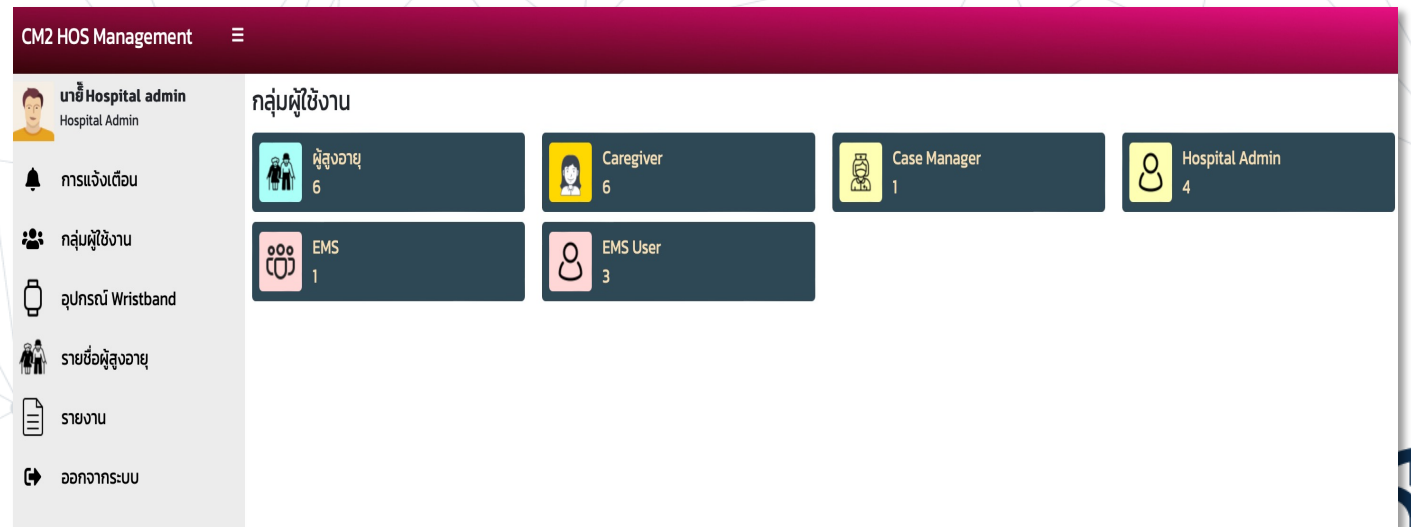 CM2 HOS Management
นายี๊ Hospital admin
Hospital Admin
การแจ้งเตือน
กลุ่มผู้ใช้งาน
อุปกรณ์ Wristband
รายชื่อผู้สูงอายุ
รายงาน
ออกจากระบบ
กลุ่มผู้ใช้งาน
ผู้สูงอายุ
6
Caregiver
6
Case Manager
1
Hospital Admin
4
EMS
1
EMS User
3